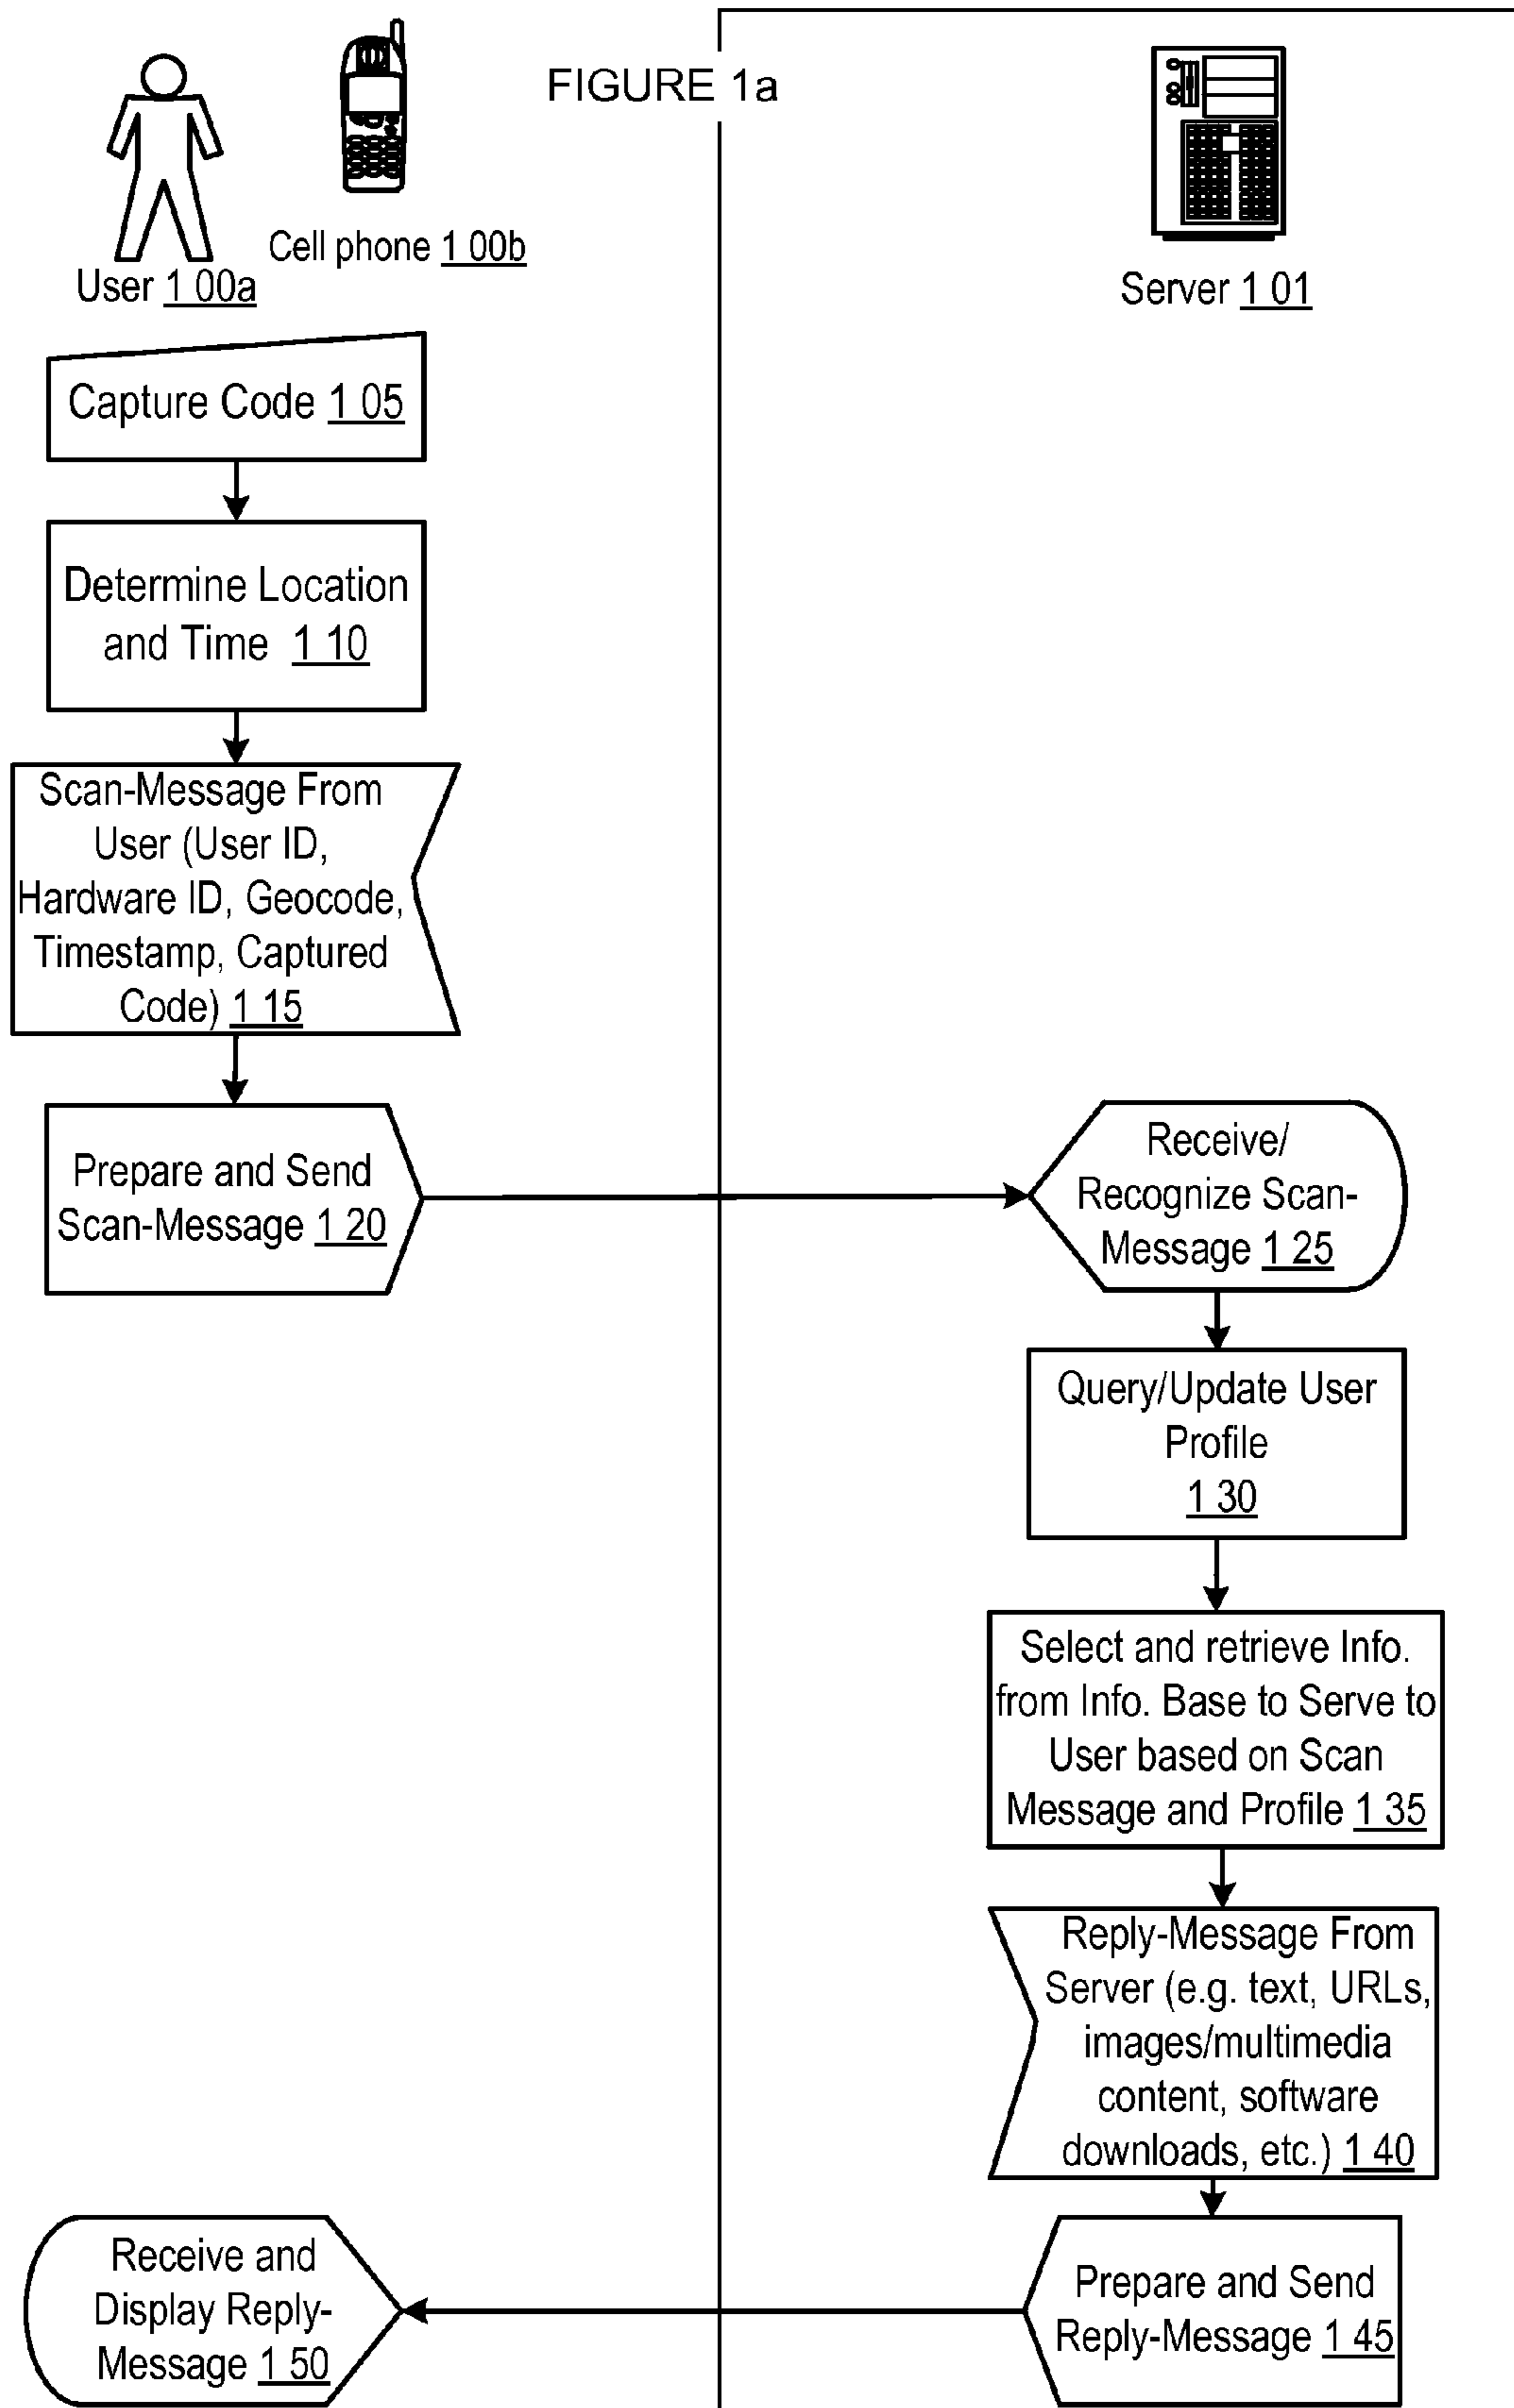 FIGURE 1a
User 1 00a
Cell phone 1 00b
Server 1 01
Capture Code 1 05
Determine Location
and Time 1 10
Scan-Message From
User (User ID,
Hardware ID, Geocode,
Timestamp, Captured
Code) 1 15
Prepare and Send
Scan-Message 1 20
Receive/
Recognize Scan-
Message 1 25
Query/Update User
Profile
1 30
Select and retrieve Info.
from Info. Base to Serve to
User based on Scan
Message and Profile 1 35
Reply-Message From
Server (e.g. text, URLs,
images/multimedia
content, software
downloads, etc.) 1 40
Prepare and Send
Reply-Message 1 45
Receive and
Display Reply-
Message 1 50